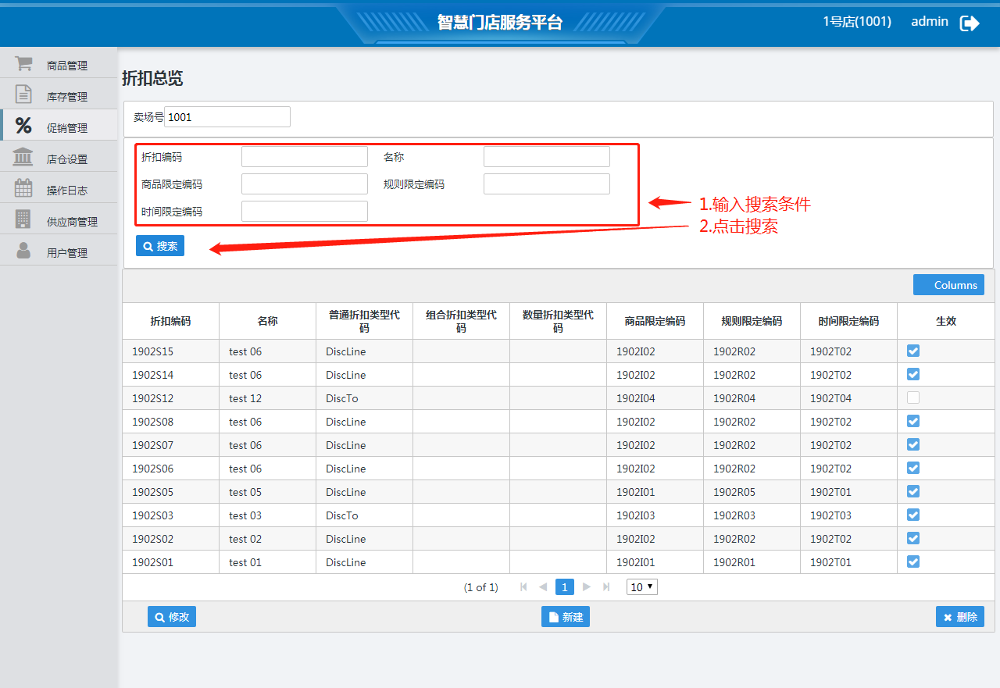 智慧门店服务平台
1号店(1001) admin
商品管理
库存管理
促销管理
店仓设置
操作日志
供应商管理
用户管理
折扣总览
卖场号 1001
折扣编码 名称
商品限定编码 规则限定编码
时间限定编码
1.输入搜索条件
2.点击搜索
搜索
Columns
折扣编码 名称 普通折扣类型代码 组合折扣类型代码 数量折扣类型代码 商品限定编码 规则限定编码 时间限定编码 生效
1902S15 test 06 DiscLine 1902I02 1902R02 1902T02
1902S14 test 06 DiscLine 1902I02 1902R02 1902T02
1902S12 test 12 DiscTo 1902I04 1902R04 1902T04
1902S08 test 06 DiscLine 1902I02 1902R02 1902T02
1902S07 test 06 DiscLine 1902I02 1902R02 1902T02
1902S06 test 06 DiscLine 1902I02 1902R02 1902T02
1902S05 test 05 DiscLine 1902I01 1902R05 1902T01
1902S03 test 03 DiscTo 1902I03 1902R03 1902T03
1902S02 test 02 DiscLine 1902I02 1902R02 1902T02
1902S01 test 01 DiscLine 1902I01 1902R01 1902T01
(1 of 1) 1 10
修改 新建 删除